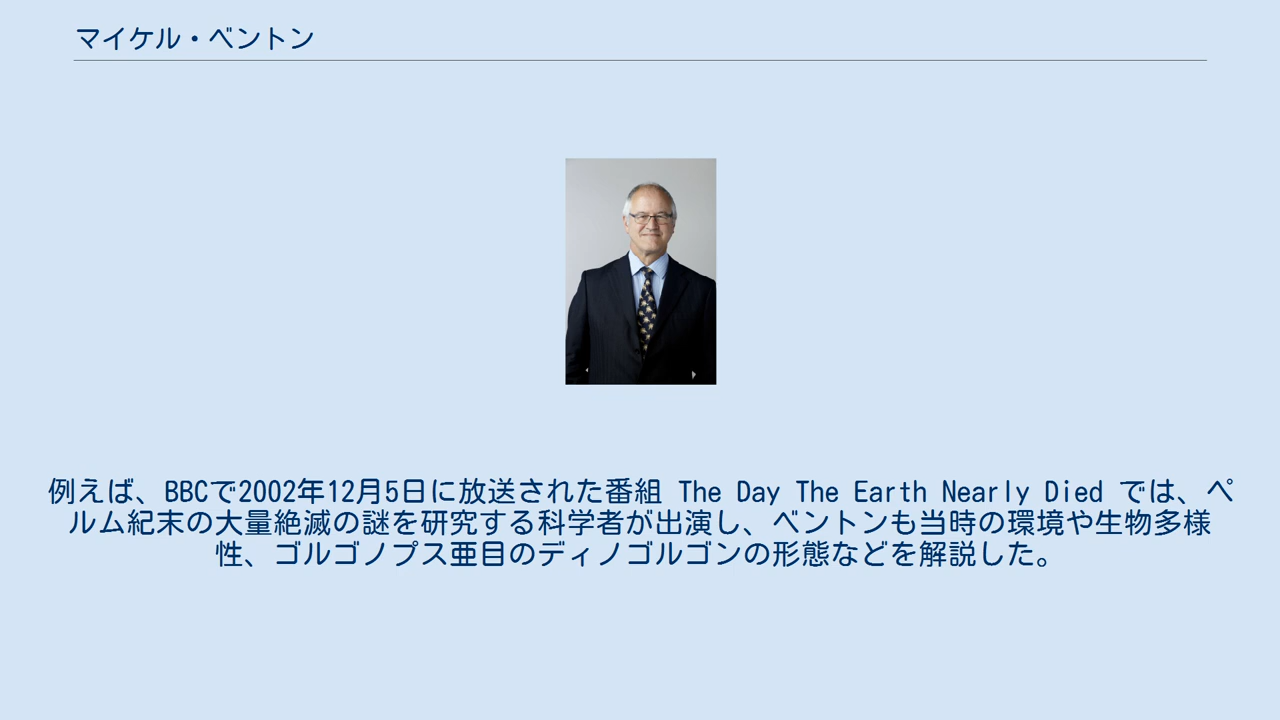 マイケル・ベントン
例えば、BBCで2002年12月5日に放送された番組 The Day The Earth Nearly Died では、ペ
ルム紀末の大量絶滅の謎を研究する科学者が出演し、ベントンも当時の環境や生物多様
性、ゴルゴノプス亜目のディノゴルゴンの形態などを解説した。